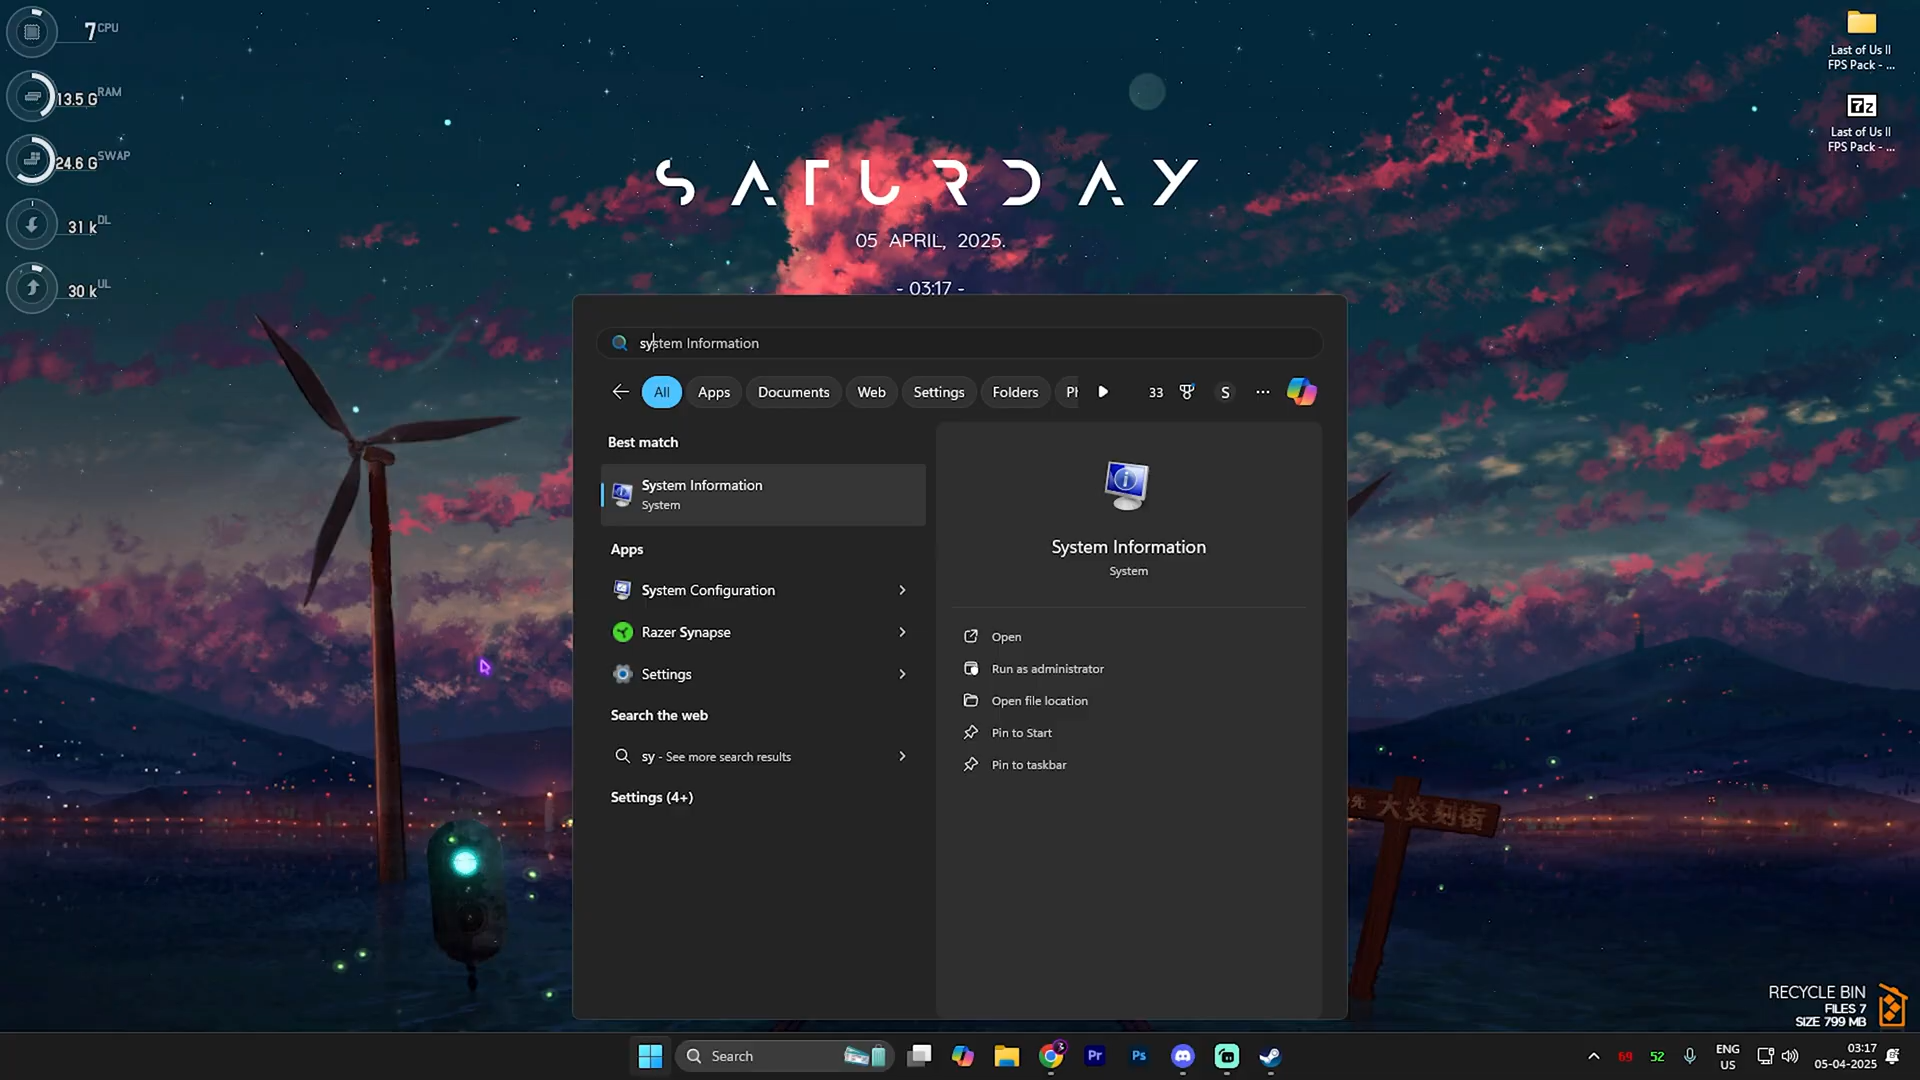 7 CPU
13.5 G RAM
24.6 G SWAP
31 k DL
30 k UL
Last of Us II
FPS Pack - ...
7z
Last of Us II
FPS Pack - ...
SATURDAY
05 APRIL, 2025.
- 03:17 -
system Information
All
Apps
Documents
Web
Settings
Folders
33
S
Best match
System Information
System
Apps
System Configuration
Razer Synapse
Settings
Search the web
sy - See more search results
Settings (4+)
System Information
System
Open
Run as administrator
Open file location
Pin to Start
Pin to taskbar
RECYCLE BIN
FILES 7
SIZE 799 MB
Search
3
Pr
Ps
69
52
ENG
US
03:17
05-04-2025